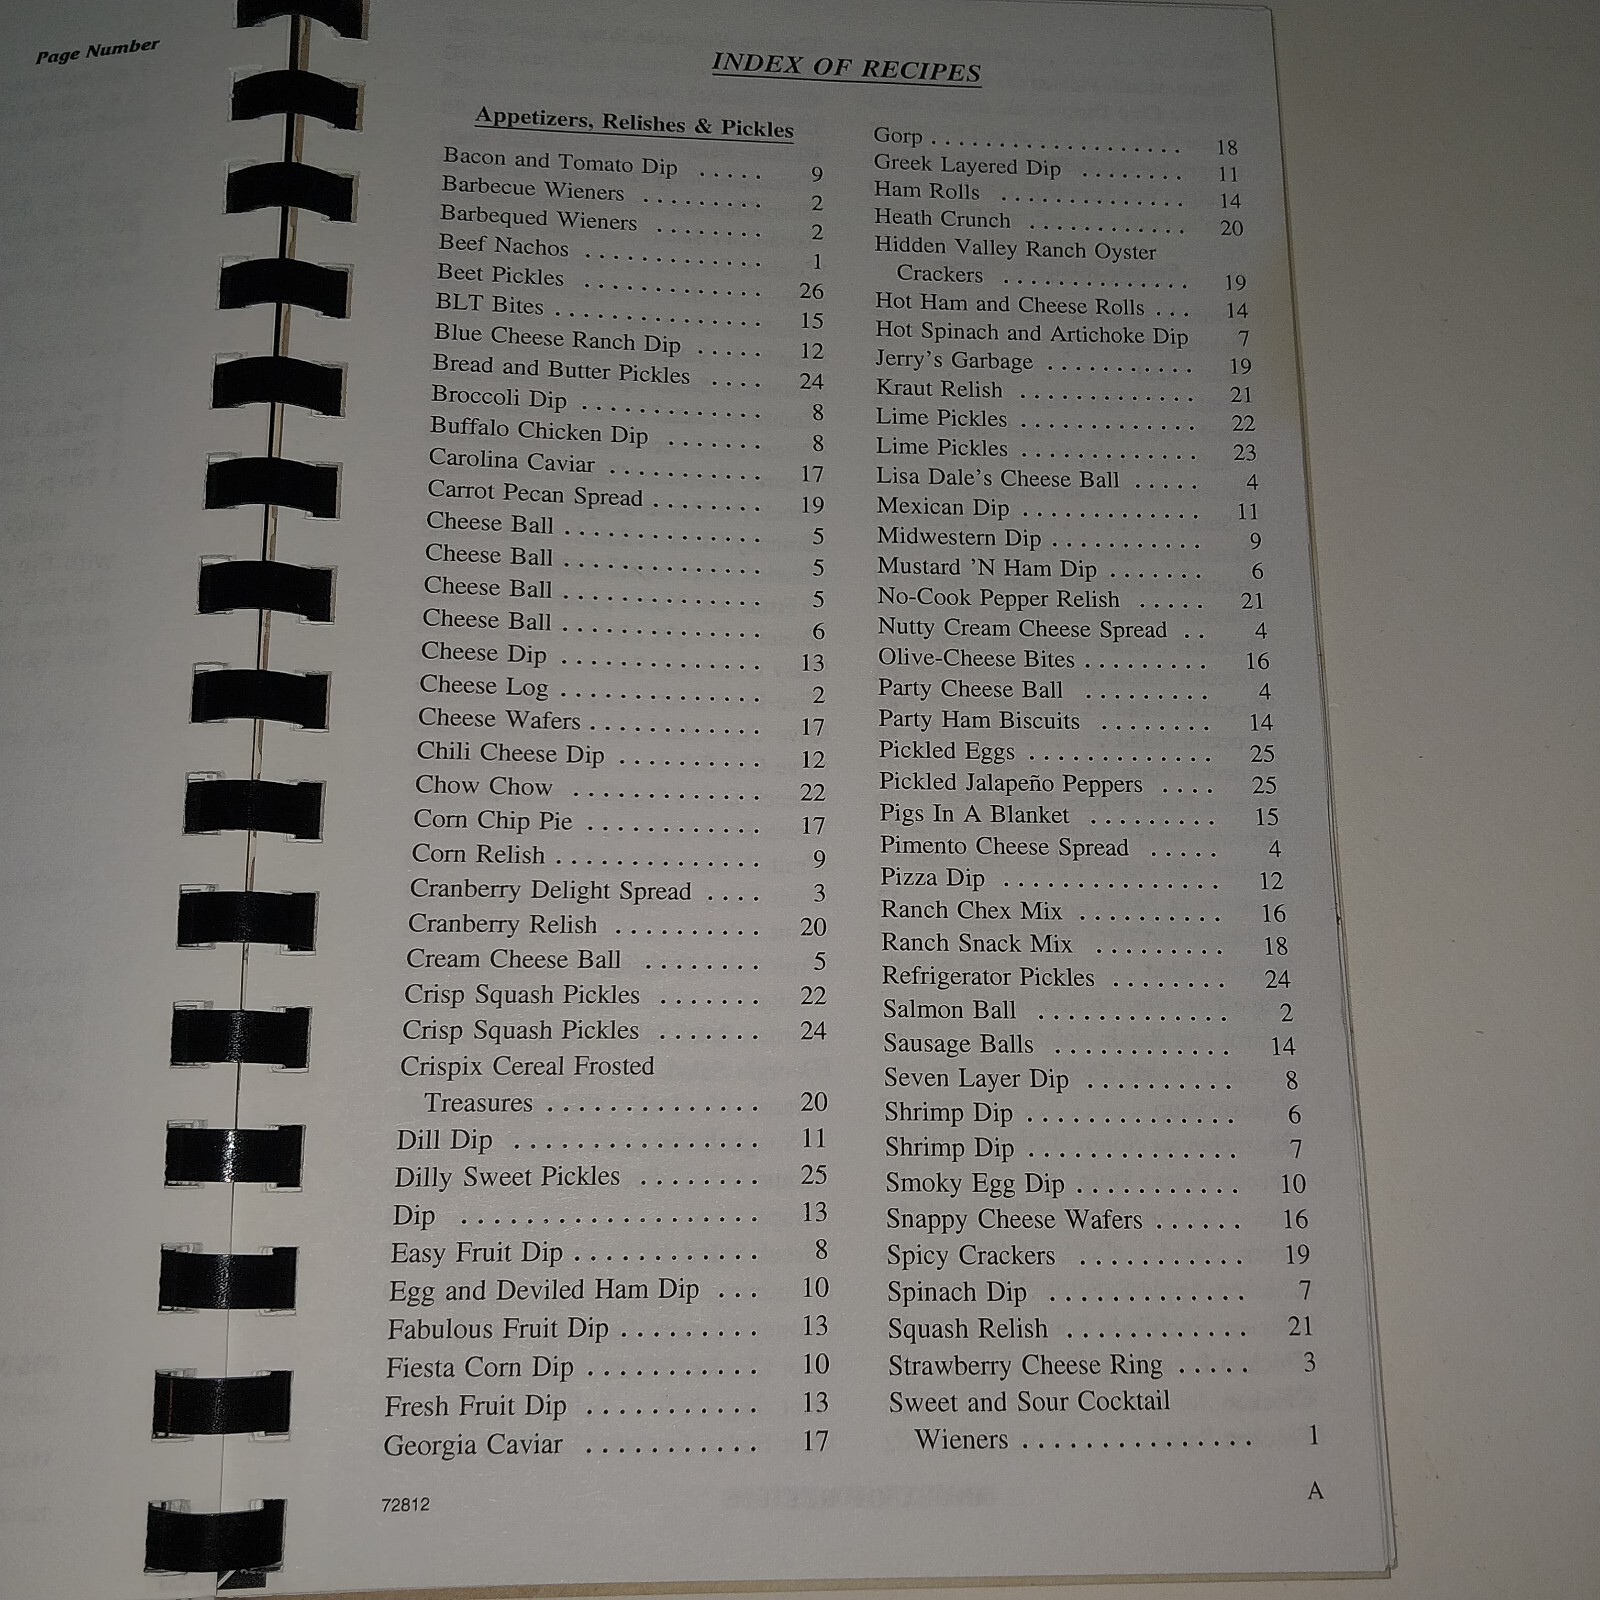 Page Number
INDEX OF RECIPES
Appetizers, Relishes & Pickles
Bacon and Tomato Dip ..... 9
Barbecue Wieners ......... 2
Barbequed Wieners ........ 2
Beef Nachos ............. 1
Beet Pickles ............. 26
BLT Bites ............... 15
Blue Cheese Ranch Dip ..... 12
Bread and Butter Pickles .... 24
Broccoli Dip ............. 8
Buffalo Chicken Dip ....... 8
Carolina Caviar ........... 17
Carrot Pecan Spread ........ 19
Cheese Ball .............. 5
Cheese Ball .............. 5
Cheese Ball .............. 5
Cheese Ball .............. 6
Cheese Dip .............. 13
Cheese Log .............. 2
Cheese Wafers ............ 17
Chili Cheese Dip .......... 12
Chow Chow ............. 22
Corn Chip Pie ............ 17
Corn Relish .............. 9
Cranberry Delight Spread .... 3
Cranberry Relish .......... 20
Cream Cheese Ball ........ 5
Crisp Squash Pickles ....... 22
Crisp Squash Pickles ....... 24
Crispix Cereal Frosted
Treasures .............. 20
Dill Dip ................ 11
Dilly Sweet Pickles ........ 25
Dip ................... 13
Easy Fruit Dip ............ 8
Egg and Deviled Ham Dip ... 10
Fabulous Fruit Dip ......... 13
Fiesta Corn Dip ........... 10
Fresh Fruit Dip ........... 13
Georgia Caviar ........... 17
Gorp ................... 18
Greek Layered Dip ........ 11
Ham Rolls .............. 14
Heath Crunch ............ 20
Hidden Valley Ranch Oyster
Crackers .............. 19
Hot Ham and Cheese Rolls ... 14
Hot Spinach and Artichoke Dip 7
Jerry's Garbage ........... 19
Kraut Relish ............. 21
Lime Pickles ............. 22
Lime Pickles ............. 23
Lisa Dale's Cheese Ball ..... 4
Mexican Dip ............. 11
Midwestern Dip ........... 9
Mustard 'N Ham Dip ....... 6
No-Cook Pepper Relish ..... 21
Nutty Cream Cheese Spread .. 4
Olive-Cheese Bites ......... 16
Party Cheese Ball ......... 4
Party Ham Biscuits ........ 14
Pickled Eggs ............. 25
Pickled Jalapeño Peppers .... 25
Pigs In A Blanket ......... 15
Pimento Cheese Spread ..... 4
Pizza Dip ................ 12
Ranch Chex Mix .......... 16
Ranch Snack Mix ......... 18
Refrigerator Pickles ........ 24
Salmon Ball ............. 2
Sausage Balls ............ 14
Seven Layer Dip .......... 8
Shrimp Dip .............. 6
Shrimp Dip .............. 7
Smoky Egg Dip ........... 10
Snappy Cheese Wafers ...... 16
Spicy Crackers ........... 19
Spinach Dip ............. 7
Squash Relish ............ 21
Strawberry Cheese Ring ..... 3
Sweet and Sour Cocktail
Wieners ............... 1
72812
A